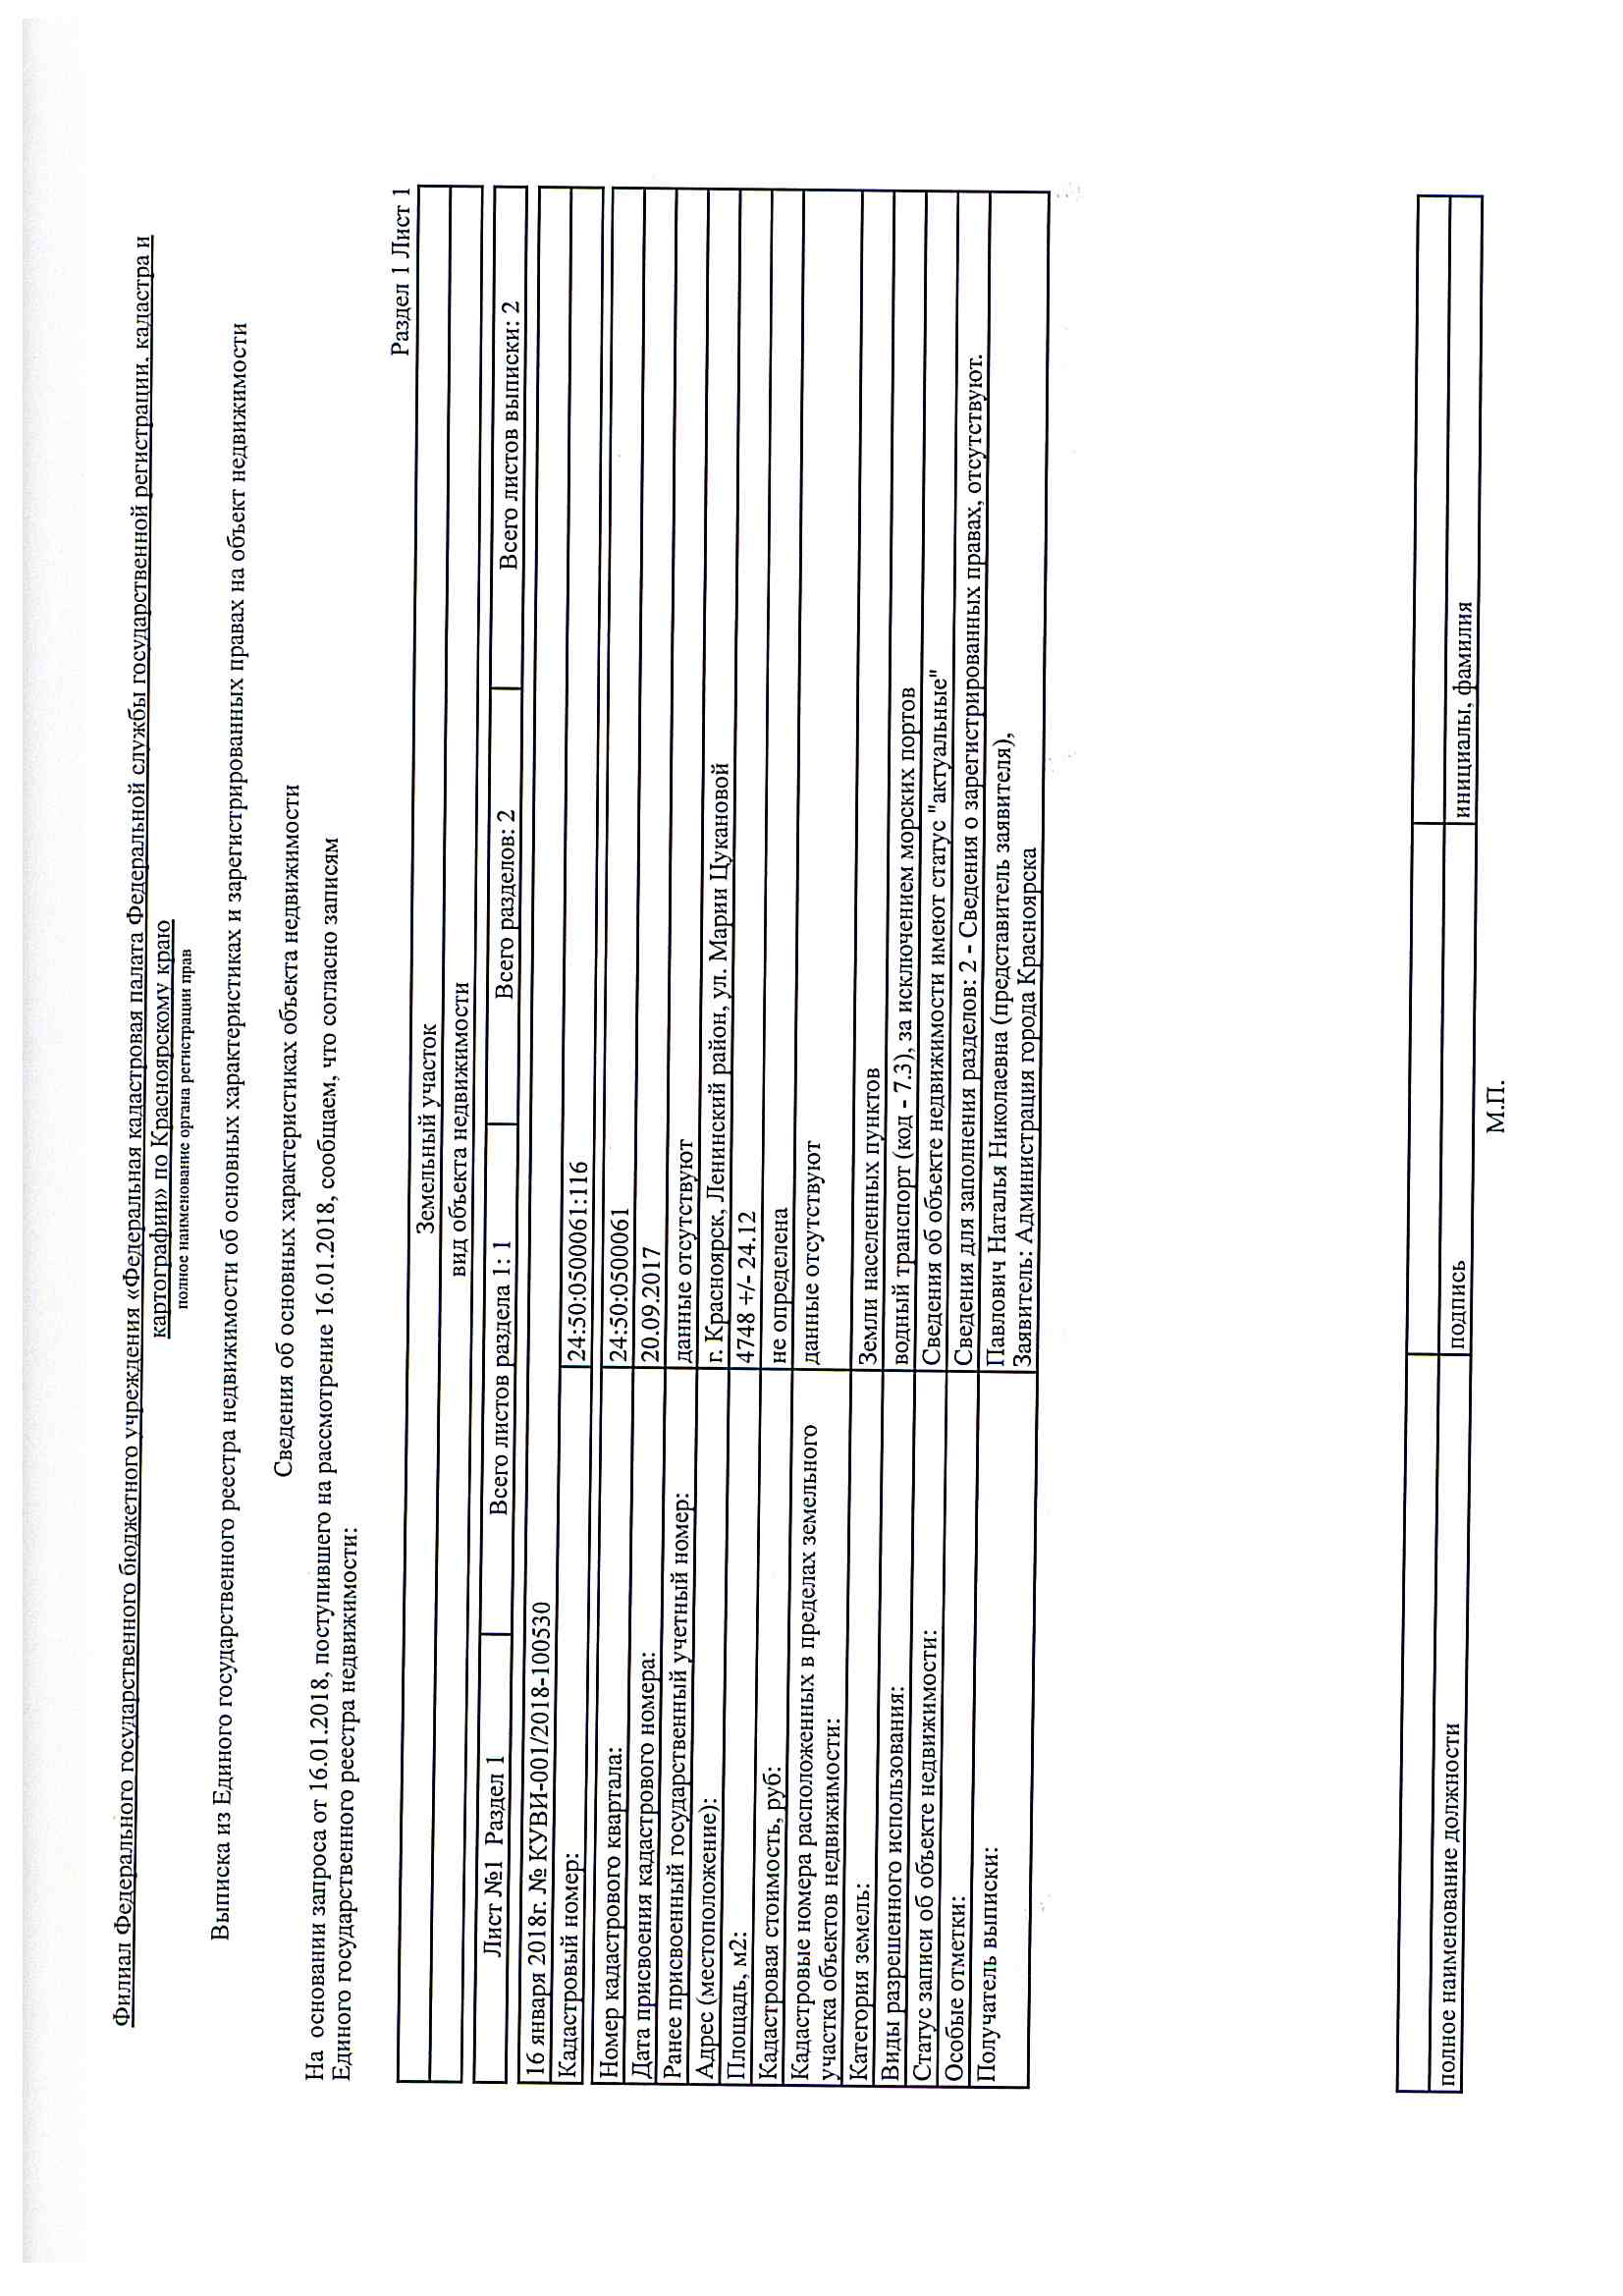 Филиал Федерального государственного бюджетного учреждения «Федеральная кадастровая палата Федеральной службы государственной регистрации, кадастра и
картографии» по Красноярскому краю
полное наименование органа регистрации прав
Выписка из Единого государственного реестра недвижимости об основных характеристиках и зарегистрированных правах на объект недвижимости
Сведения об основных характеристиках объекта недвижимости
На основании запроса от 16.01.2018, поступившего на рассмотрение 16.01.2018, сообщаем, что согласно записям
Единого государственного реестра недвижимости:
Раздел 1 Лист 1
Земельный участок
вид объекта недвижимости
Лист №1 Раздел 1 Всего листов раздела 1: 1 Всего разделов: 2 Всего листов выписки: 2
16 января 2018г. № КУВИ-001/2018-100530
Кадастровый номер: 24:50:0500061:116
Номер кадастрового квартала: 24:50:0500061
Дата присвоения кадастрового номера: 20.09.2017
Ранее присвоенный государственный учетный номер: данные отсутствуют
Адрес (местоположение): г. Красноярск, Ленинский район, ул. Марии Цукановой
Площадь, м2: 4748 +/- 24.12
Кадастровая стоимость, руб: не определена
Кадастровые номера расположенных в пределах земельного данные отсутствуют
участка объектов недвижимости:
Категория земель: Земли населенных пунктов
Виды разрешенного использования: водный транспорт (код - 7.3), за исключением морских портов
Статус записи об объекте недвижимости: Сведения об объекте недвижимости имеют статус "актуальные"
Особые отметки: Сведения для заполнения разделов: 2 - Сведения о зарегистрированных правах, отсутствуют.
Получатель выписки: Павлович Наталья Николаевна (представитель заявителя),
Заявитель: Администрация города Красноярска
полное наименование должности подпись инициалы, фамилия
М.П.